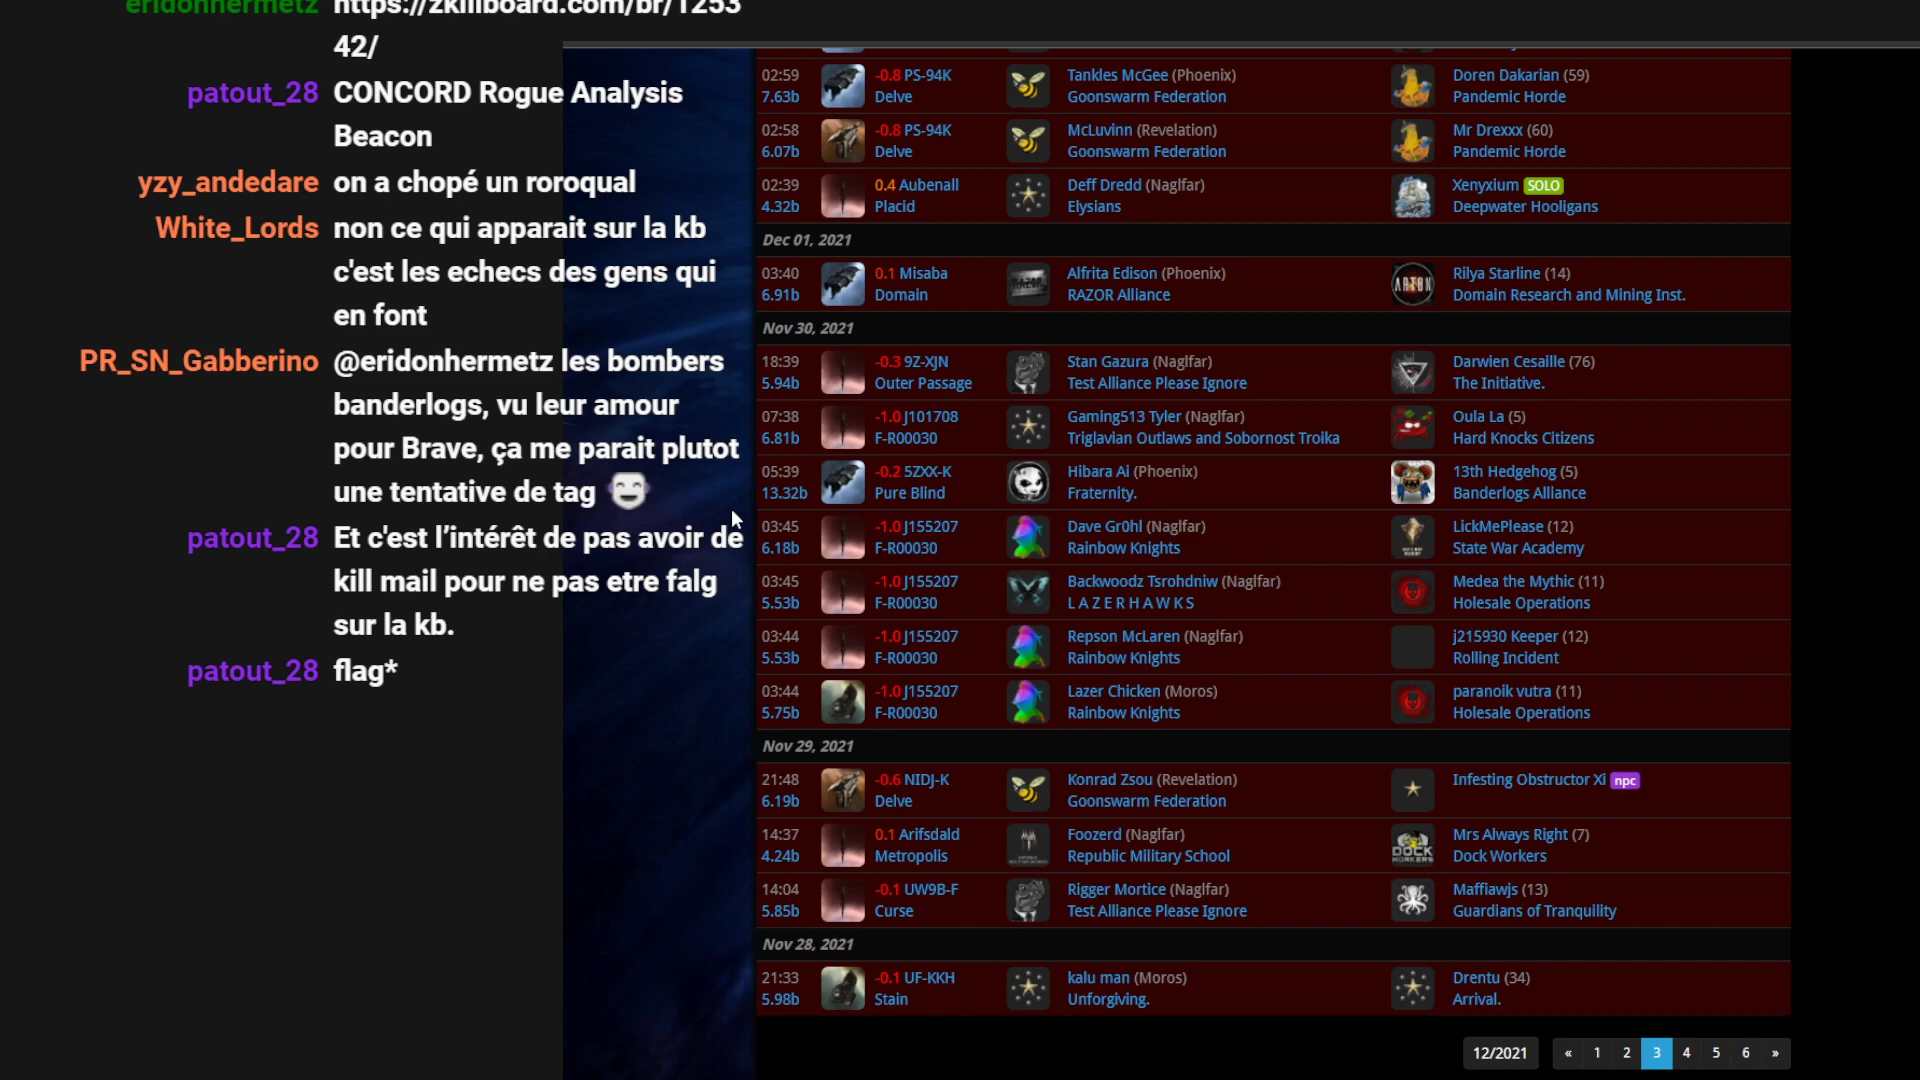 eridonhermetz https://zkillboard.com/br/1253
42/
patout_28 CONCORD Rogue Analysis
Beacon
yzy_andedare on a chopé un roroqual
White_Lords non ce qui apparait sur la kb
c'est les echecs des gens qui
en font
PR_SN_Gabberino @eridonhermetz les bombers
banderlogs, vu leur amour
pour Brave, ça me parait plutot
une tentative de tag
patout_28 Et c'est l’intérêt de pas avoir de
kill mail pour ne pas etre falg
sur la kb.
patout_28 flag*
02:59 -0.8 PS-94K Tankles McGee (Phoenix) Doren Dakarian (59)
7.63b Delve Goonswarm Federation Pandemic Horde
02:58 -0.8 PS-94K McLuvinn (Revelation) Mr Drexxx (60)
6.07b Delve Goonswarm Federation Pandemic Horde
02:39 0.4 Aubenall Deff Dredd (Naglfar) Xenyxium SOLO
4.32b Placid Elysians Deepwater Hooligans
Dec 01, 2021
03:40 0.1 Misaba Alfrita Edison (Phoenix) Rilya Starline (14)
6.91b Domain RAZOR Alliance Domain Research and Mining Inst.
Nov 30, 2021
18:39 -0.3 9Z-XJN Stan Gazura (Naglfar) Darwien Cesaille (76)
5.94b Outer Passage Test Alliance Please Ignore The Initiative.
07:38 -1.0 J101708 Gaming513 Tyler (Naglfar) Oula La (5)
6.81b F-R00030 Triglavian Outlaws and Sobornost Troika Hard Knocks Citizens
05:39 -0.2 5ZXX-K Hibara Ai (Phoenix) 13th Hedgehog (5)
13.32b Pure Blind Fraternity. Banderlogs Alliance
03:45 -1.0 J155207 Dave Gr0hl (Naglfar) LickMePlease (12)
6.18b F-R00030 Rainbow Knights State War Academy
03:45 -1.0 J155207 Backwoodz Tsrohdniw (Naglfar) Medea the Mythic (11)
5.53b F-R00030 L A Z E R H A W K S Holesale Operations
03:44 -1.0 J155207 Repson McLaren (Naglfar) j215930 Keeper (12)
5.53b F-R00030 Rainbow Knights Rolling Incident
03:44 -1.0 J155207 Lazer Chicken (Moros) paranoik vutra (11)
5.75b F-R00030 Rainbow Knights Holesale Operations
Nov 29, 2021
21:48 -0.6 NIDJ-K Konrad Zsou (Revelation) Infesting Obstructor Xi npc
6.19b Delve Goonswarm Federation
14:37 0.1 Arifsdald Foozerd (Naglfar) Mrs Always Right (7)
4.24b Metropolis Republic Military School Dock Workers
14:04 -0.1 UW9B-F Rigger Mortice (Naglfar) Maffiawjs (13)
5.85b Curse Test Alliance Please Ignore Guardians of Tranquility
Nov 28, 2021
21:33 -0.1 UF-KKH kalu man (Moros) Drentu (34)
5.98b Stain Unforgiving. Arrival.
12/2021 « 1 2 3 4 5 6 »